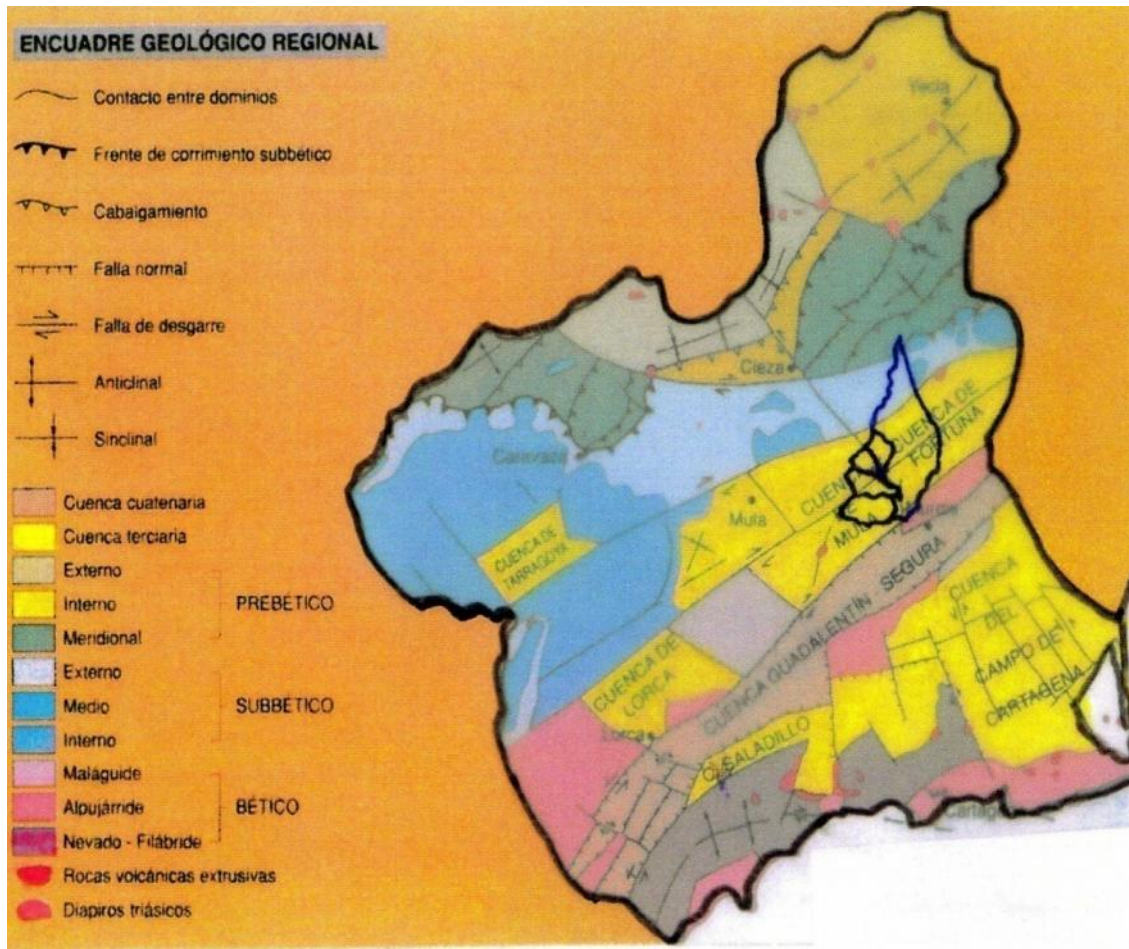 ENCUADRE GEOLÓGICO REGIONAL
Contacto entre dominios
Frente de corrimiento subbético
Cabalgamiento
Falla normal
Falta de desgarre
Anticlinal
Sinclinal
Cuenca cuaternaria
Cuenca terciaria
Externo
Interno
PREBÉTICO
Meridional
Externo
Medio
SUBBÉTICO
Interno
Maláguide
Alpujárride
BÉTICO
Nevado - Filábride
Rocas volcánicas extrusivas
Diapiros triásicos
Yecla
Cieza
Caravaca
CUENCA DE
FORTUNA
Mula
CUENCA DE
TARRAGOYA
CUENCA GUADALENTÍN SEGURA
CUENCA DE
LORCA
Lorca
C. SALADILLO
CUENCA
DEL
CAMPO DE
CARTAGENA